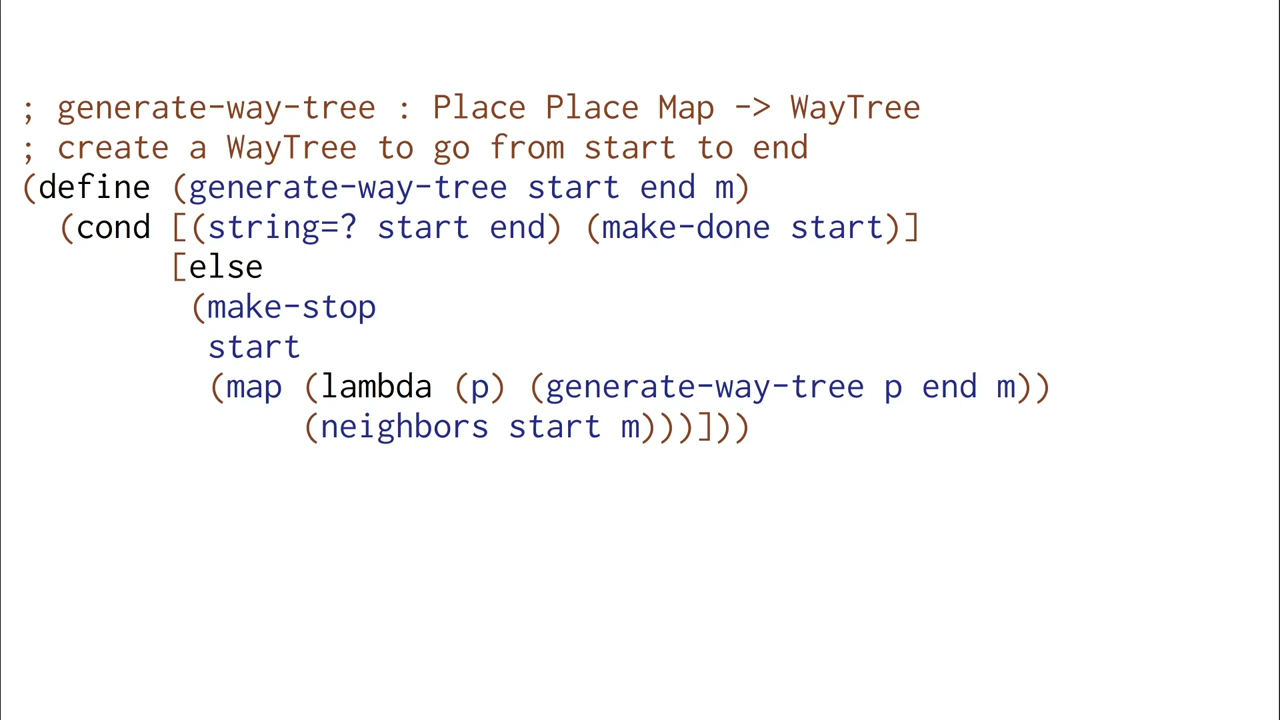 ; generate-way-tree : Place Place Map -> WayTree
; create a WayTree to go from start to end
(define (generate-way-tree start end m)
  (cond [(string=? start end) (make-done start)]
        [else
         (make-stop
          start
          (map (lambda (p) (generate-way-tree p end m))
               (neighbors start m)))]))